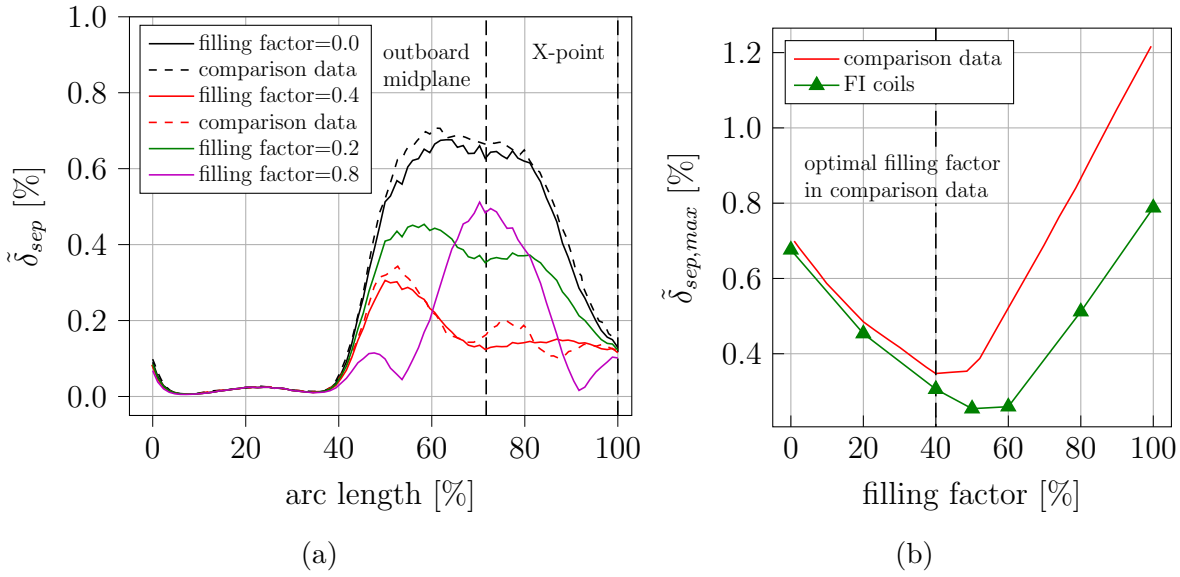 1.0
0.8
0.6
0.4
0.2
0.0
δ̃sep [%]
filling factor=0.0
comparison data
filling factor=0.4
comparison data
filling factor=0.2
filling factor=0.8
outboard
midplane
X-point
0 20 40 60 80 100
arc length [%]
(a)
1.2
1.0
0.8
0.6
0.4
δ̃sep,max [%]
comparison data
FI coils
optimal filling factor
in comparison data
0 20 40 60 80 100
filling factor [%]
(b)